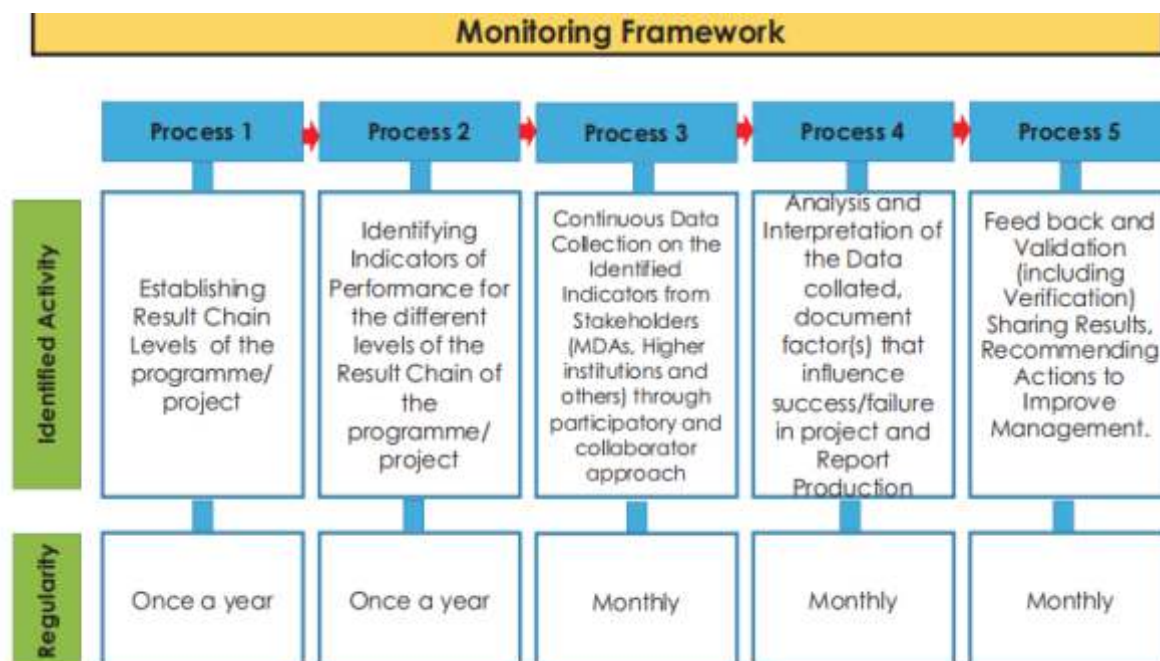 Monitoring Framework
Process 1
Process 2
Process 3
Process 4
Process 5
Identified Activity
Establishing
Result Chain
Levels of the
programme/
project
Identifying
Indicators of
Performance for
the different
levels of the
Result Chain of
the
programme/
project
Continuous Data
Collection on the
Identified
Indicators from
Stakeholders
(MDAs, Higher
institutions and
others) through
participatory and
collaborator
approach
Analysis and
Interpretation of
the Data
collated,
document
factor(s) that
influence
success/failure
in project and
Report
Production
Feed back and
Validation
(including
Verification)
Sharing Results,
Recommending
Actions to
Improve
Management.
Regularity
Once a year
Once a year
Monthly
Monthly
Monthly